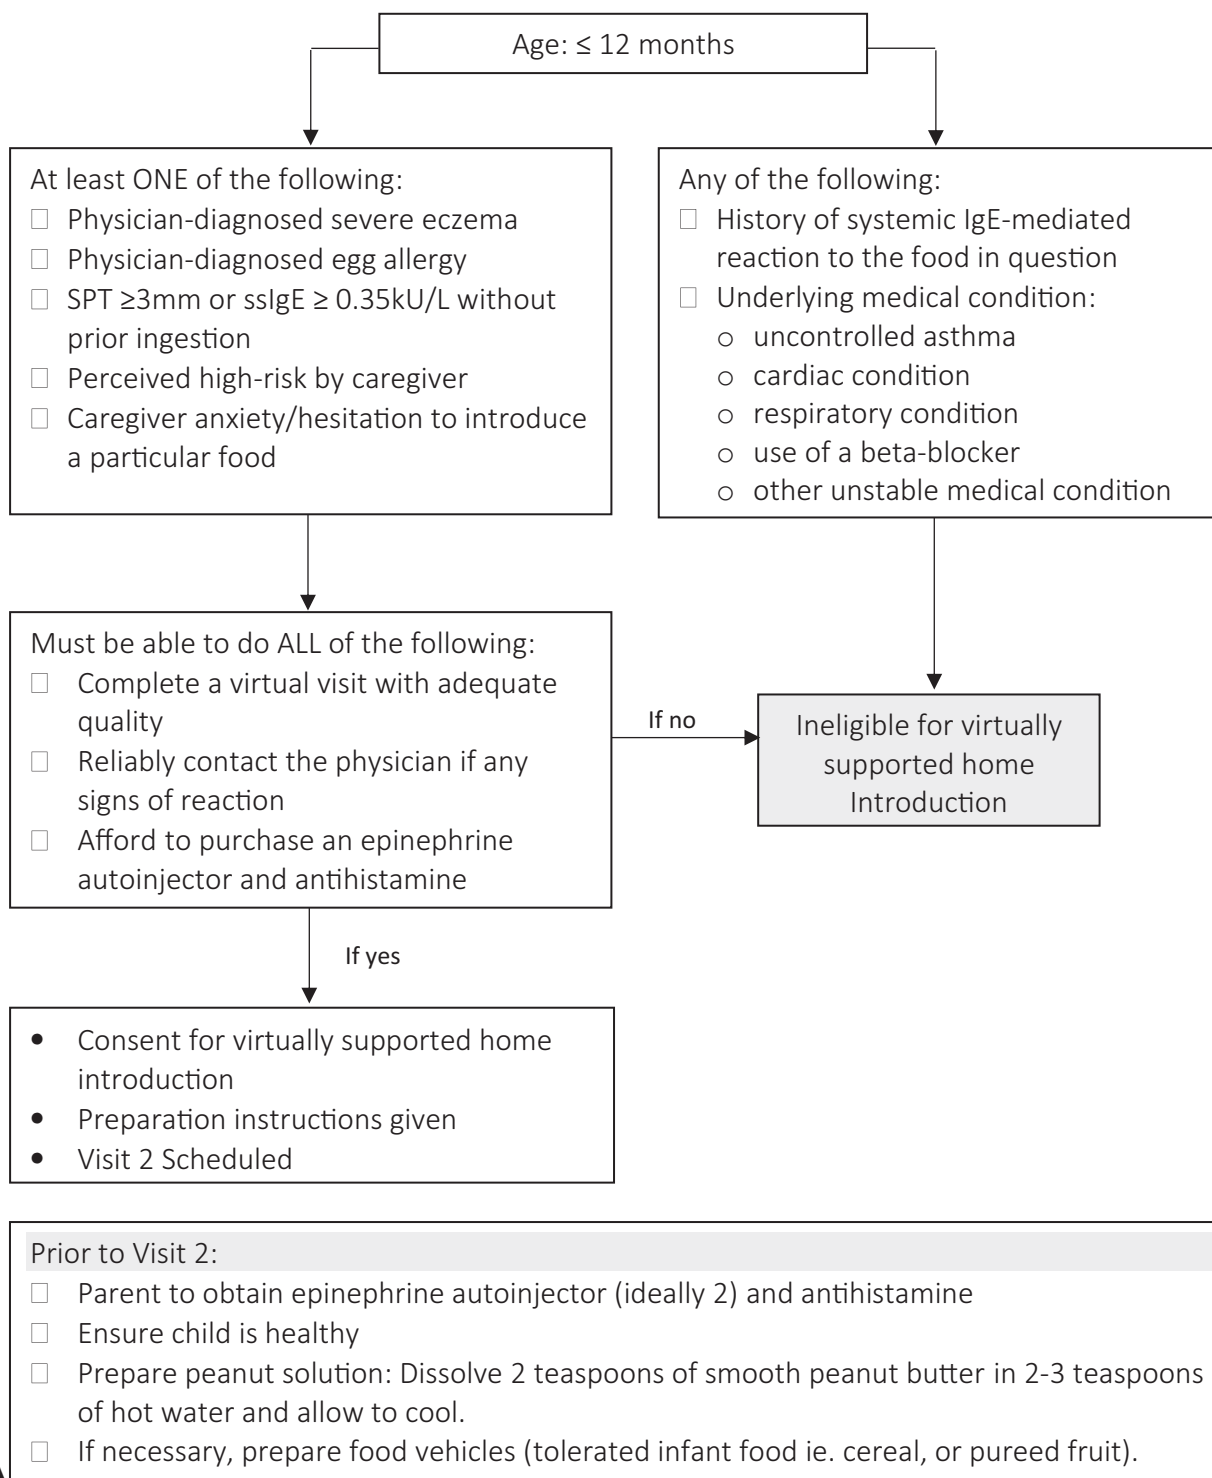 Age: ≤ 12 months
At least ONE of the following:
☐ Physician-diagnosed severe eczema
☐ Physician-diagnosed egg allergy
☐ SPT ≥3mm or ssIgE ≥ 0.35kU/L without
prior ingestion
☐ Perceived high-risk by caregiver
☐ Caregiver anxiety/hesitation to introduce
a particular food
Any of the following:
☐ History of systemic IgE-mediated
reaction to the food in question
☐ Underlying medical condition:
o uncontrolled asthma
o cardiac condition
o respiratory condition
o use of a beta-blocker
o other unstable medical condition
Must be able to do ALL of the following:
☐ Complete a virtual visit with adequate
quality
☐ Reliably contact the physician if any
signs of reaction
☐ Afford to purchase an epinephrine
autoinjector and antihistamine
If no
Ineligible for virtually
supported home
Introduction
If yes
• Consent for virtually supported home
introduction
• Preparation instructions given
• Visit 2 Scheduled
Prior to Visit 2:
☐ Parent to obtain epinephrine autoinjector (ideally 2) and antihistamine
☐ Ensure child is healthy
☐ Prepare peanut solution: Dissolve 2 teaspoons of smooth peanut butter in 2-3 teaspoons
of hot water and allow to cool.
☐ If necessary, prepare food vehicles (tolerated infant food ie. cereal, or pureed fruit).